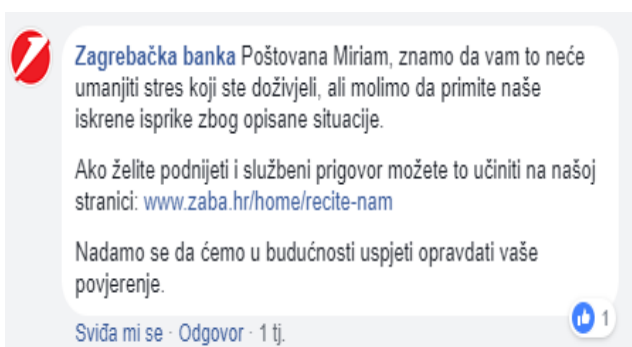 Zagrebačka banka Poštovana Miriam, znamo da vam to neće
umanjiti stres koji ste doživjeli, ali molimo da primite naše
iskrene isprike zbog opisane situacije.
Ako želite podnijeti i službeni prigovor možete to učiniti na našoj
stranici: www.zaba.hr/home/recite-nam
Nadamo se da ćemo u budućnosti uspjeti opravdati vaše
povjerenje.
1
Sviđa mi se · Odgovor · 1 tj.